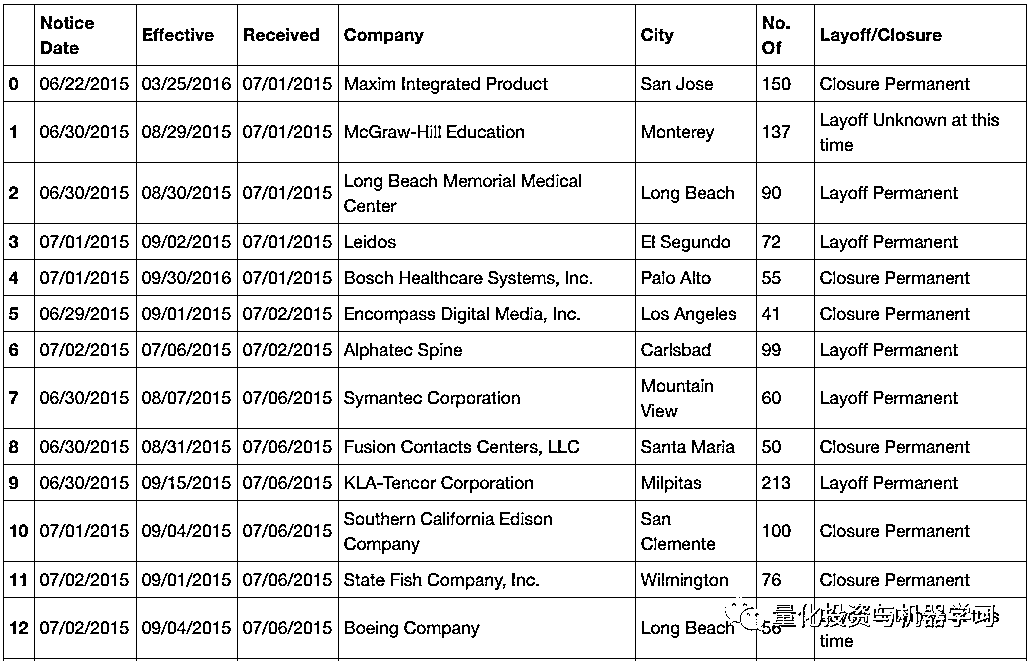 Notice Date Effective Received Company City No. Of Layoff/Closure
0 06/22/2015 03/25/2016 07/01/2015 Maxim Integrated Product San Jose 150 Closure Permanent
1 06/30/2015 08/29/2015 07/01/2015 McGraw-Hill Education Monterey 137 Layoff Unknown at this time
2 06/30/2015 08/30/2015 07/01/2015 Long Beach Memorial Medical Center Long Beach 90 Layoff Permanent
3 07/01/2015 09/02/2015 07/01/2015 Leidos El Segundo 72 Layoff Permanent
4 07/01/2015 09/30/2016 07/01/2015 Bosch Healthcare Systems, Inc. Palo Alto 55 Closure Permanent
5 06/29/2015 09/01/2015 07/02/2015 Encompass Digital Media, Inc. Los Angeles 41 Closure Permanent
6 07/02/2015 07/06/2015 07/02/2015 Alphatec Spine Carlsbad 99 Layoff Permanent
7 06/30/2015 08/07/2015 07/06/2015 Symantec Corporation Mountain View 60 Layoff Permanent
8 06/30/2015 08/31/2015 07/06/2015 Fusion Contacts Centers, LLC Santa Maria 50 Closure Permanent
9 06/30/2015 09/15/2015 07/06/2015 KLA-Tencor Corporation Milpitas 213 Layoff Permanent
10 07/01/2015 09/04/2015 07/06/2015 Southern California Edison Company San Clemente 100 Closure Permanent
11 07/02/2015 09/01/2015 07/06/2015 State Fish Company, Inc. Wilmington 76 Closure Permanent
12 07/02/2015 09/04/2015 07/06/2015 Boeing Company Long Beach 56 time
量化投资与机器学习